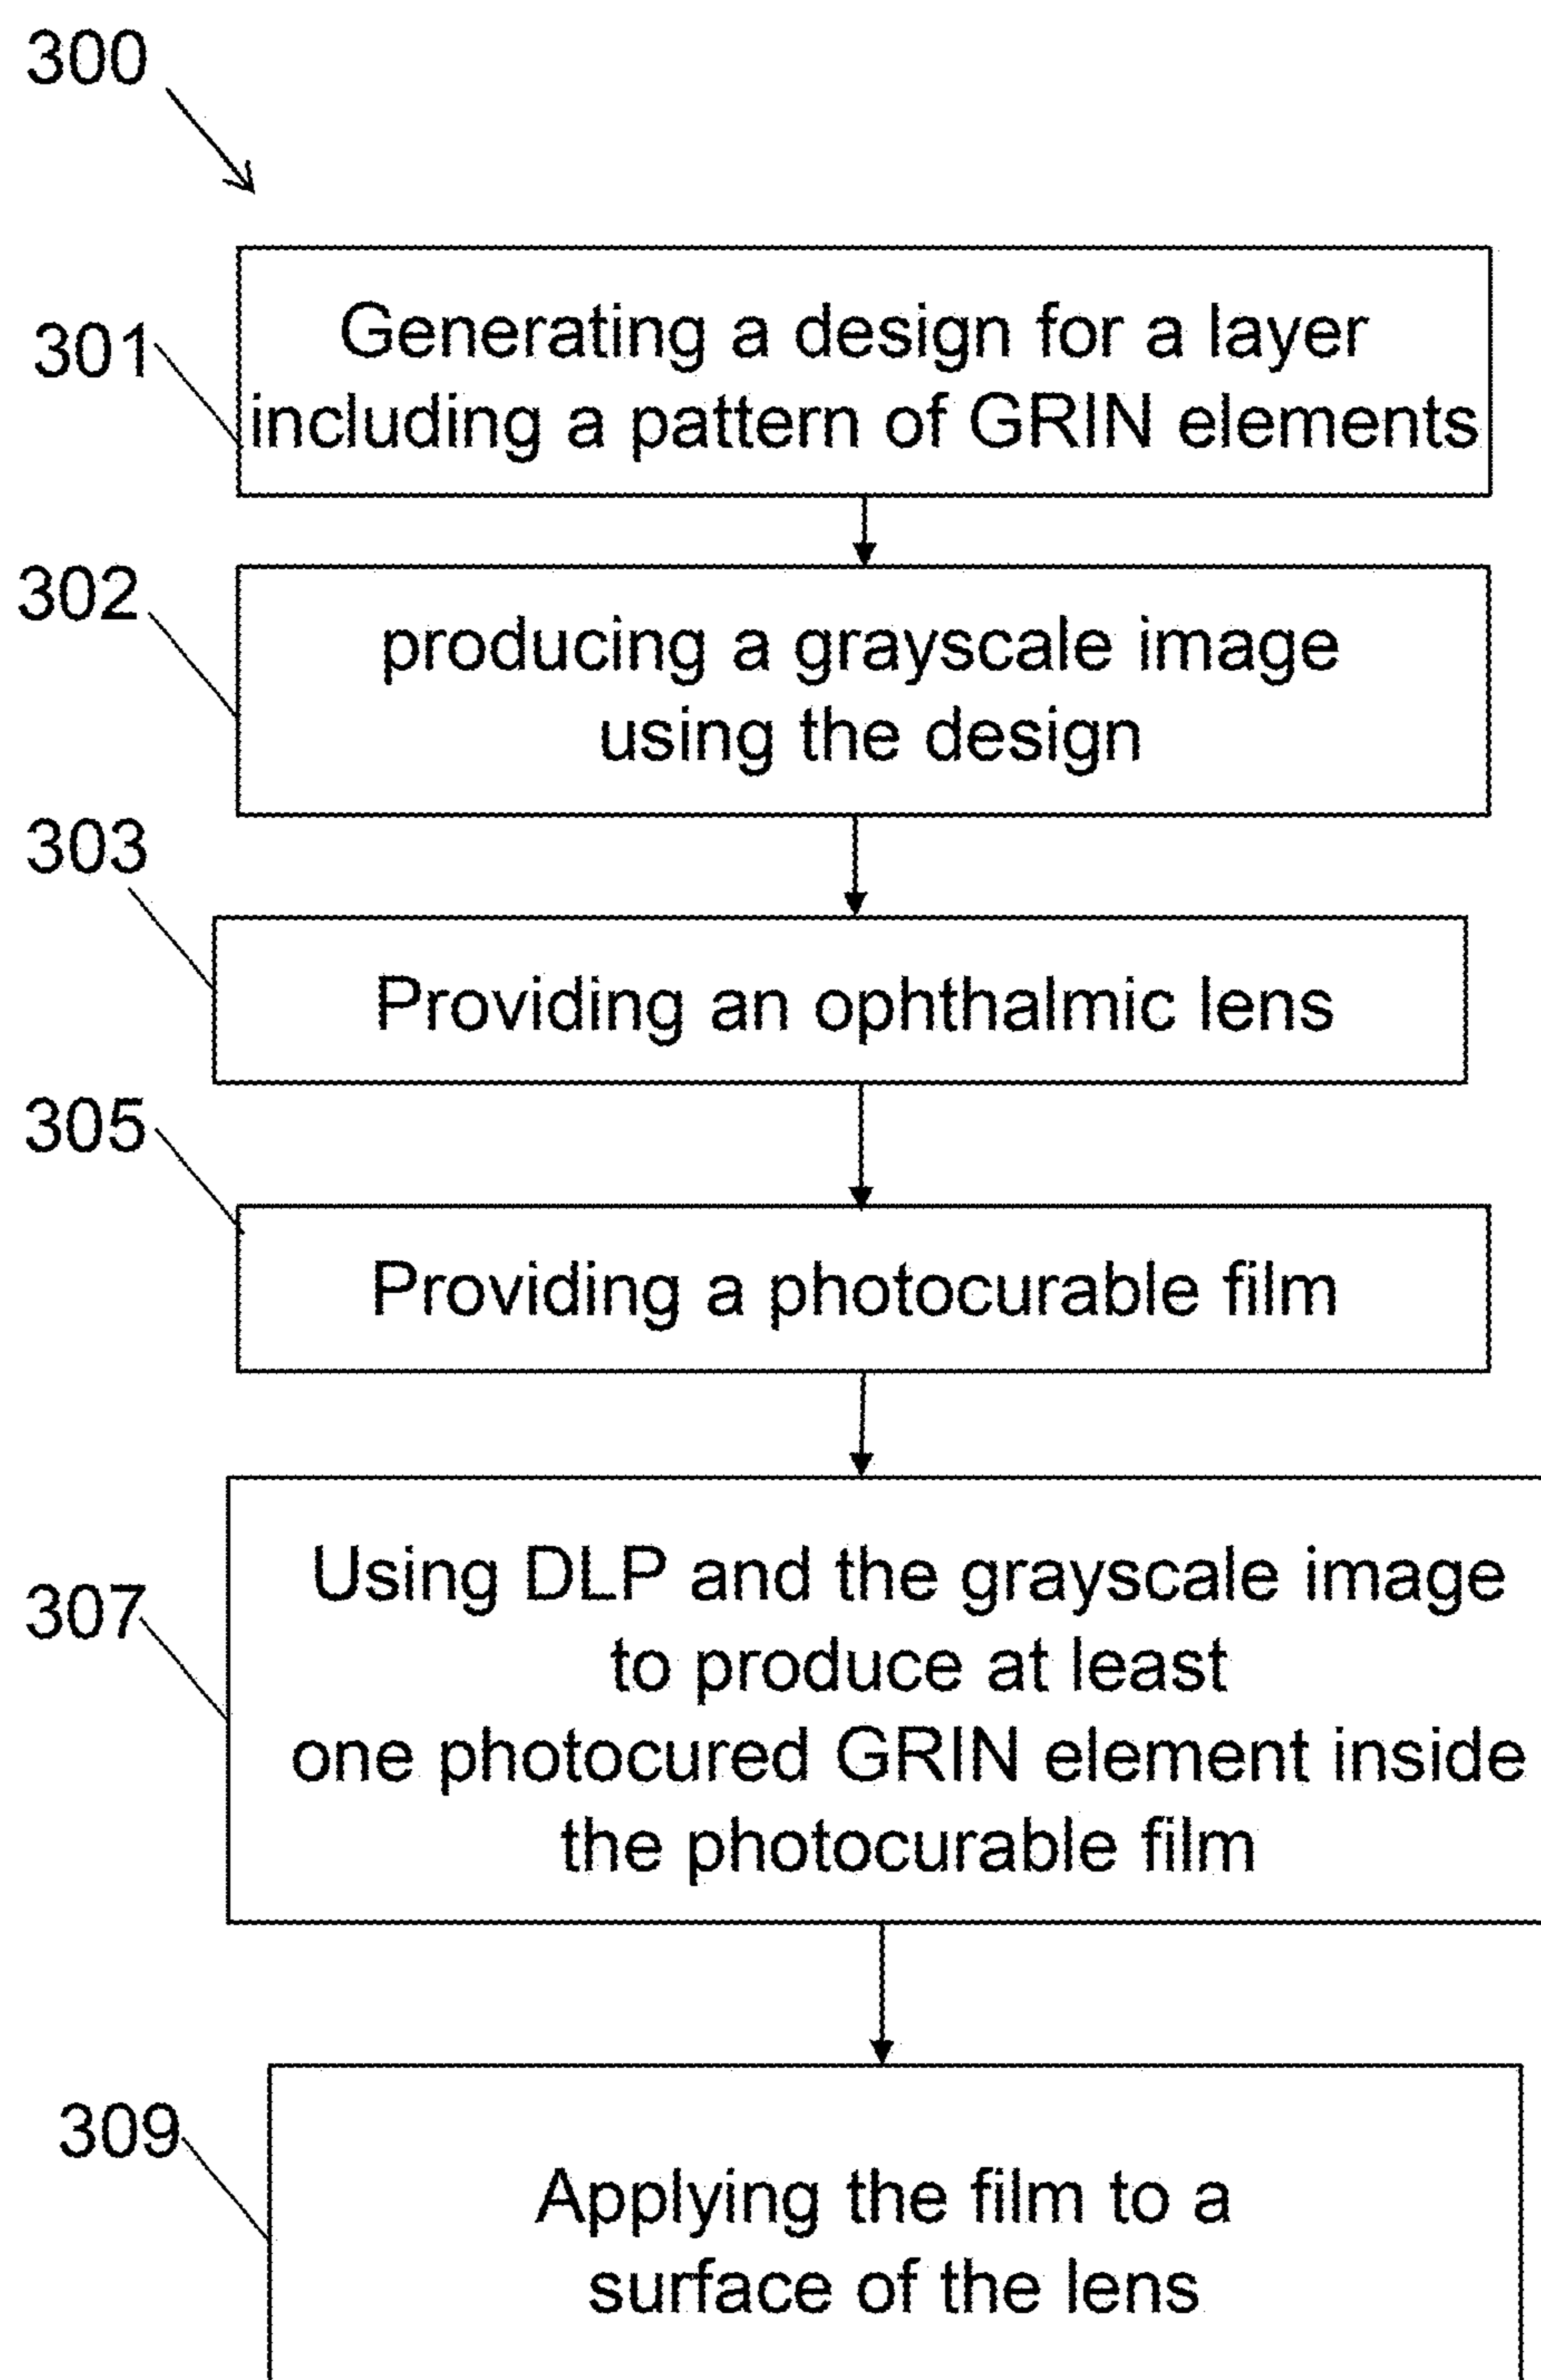 300
301
Generating a design for a layer
including a pattern of GRIN elements
302
producing a grayscale image
using the design
303
Providing an ophthalmic lens
305
Providing a photocurable film
307
Using DLP and the grayscale image
to produce at least
one photocured GRIN element inside
the photocurable film
309
Applying the film to a
surface of the lens